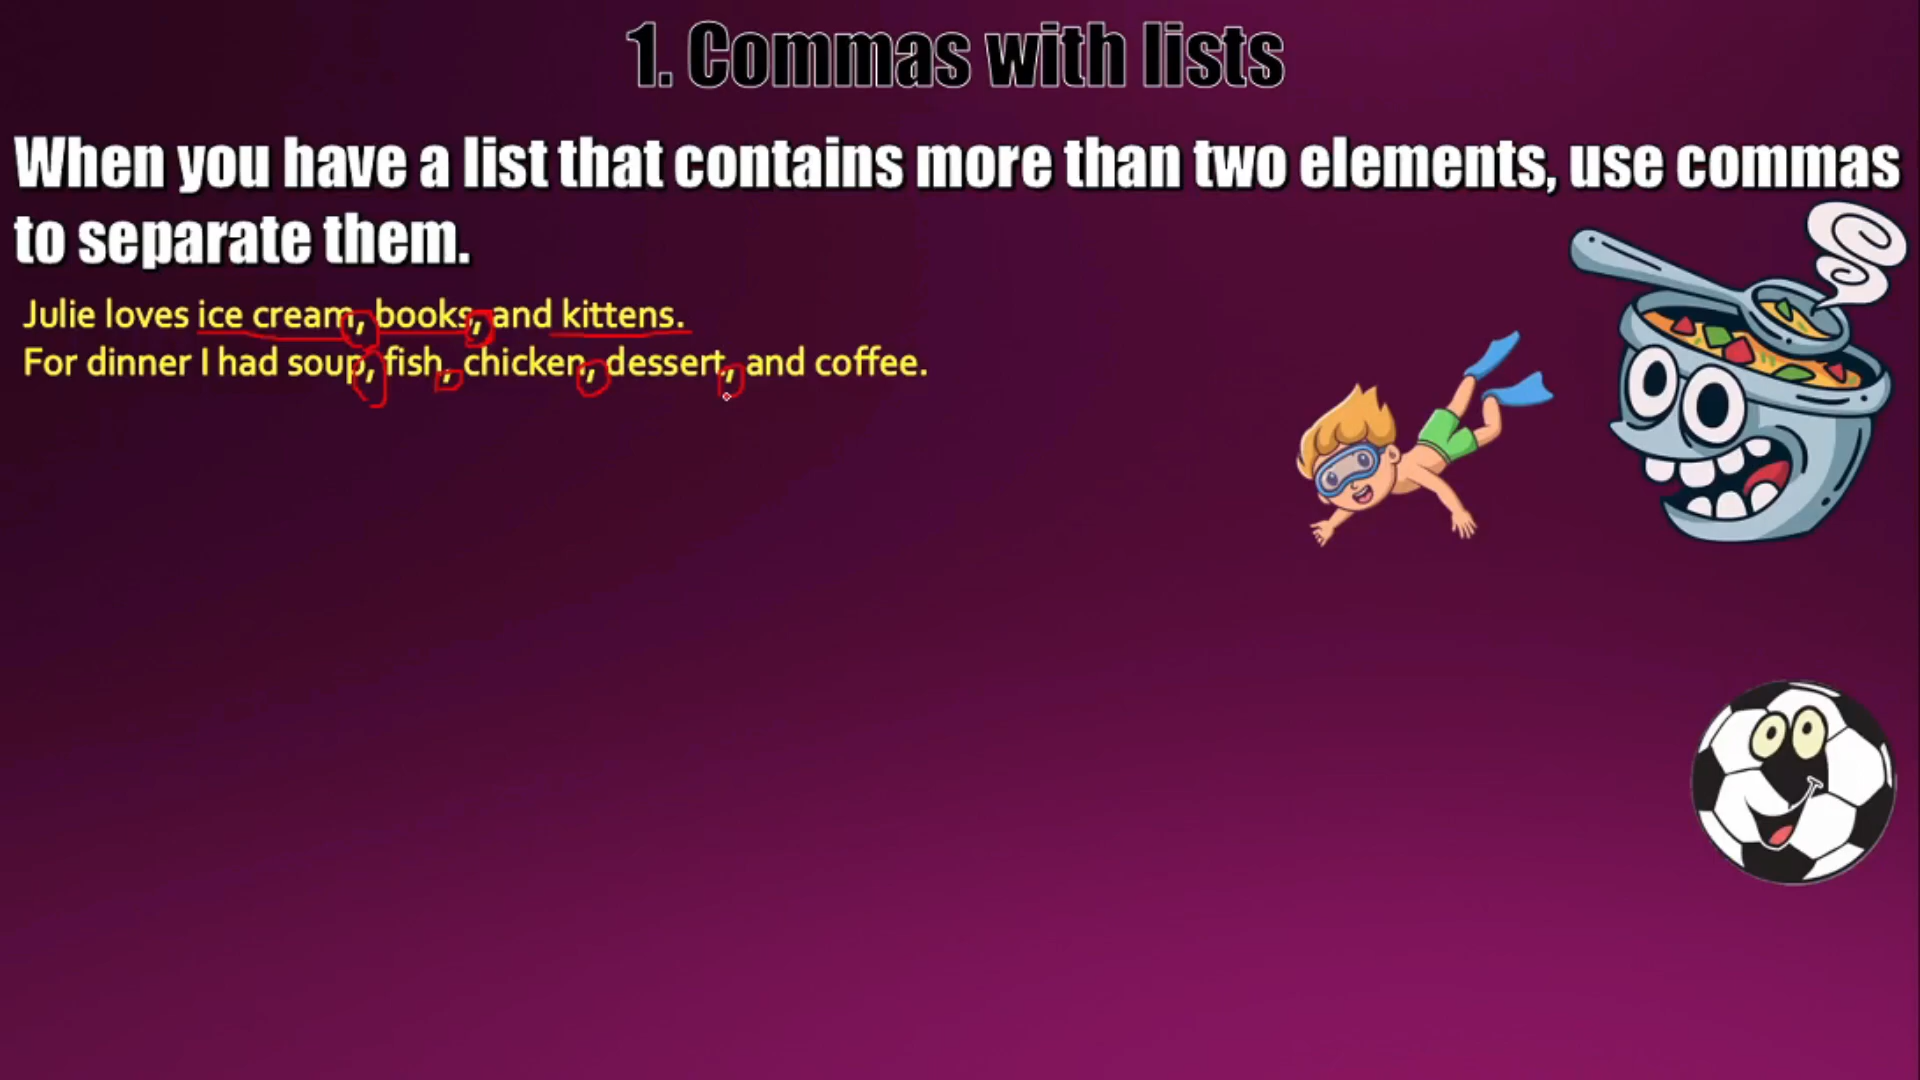 1. Commas with lists
When you have a list that contains more than two elements, use commas
to separate them.
Julie loves ice cream, books, and kittens.
For dinner I had soup, fish, chicken, dessert, and coffee.